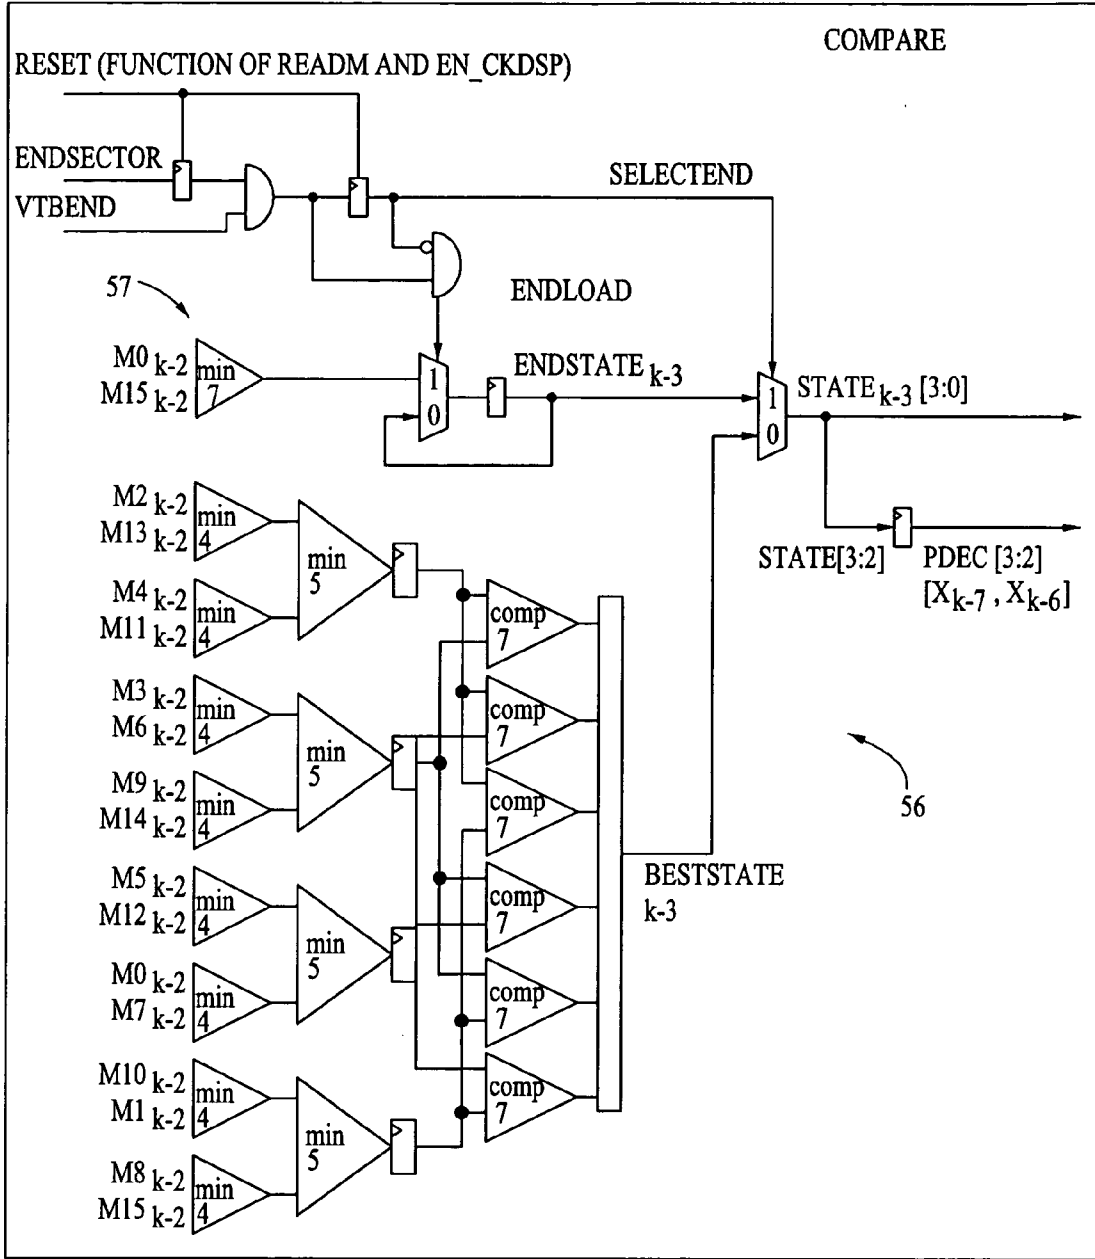 COMPARE
RESET (FUNCTION OF READM AND EN_CKDSP)
ENDSECTOR
VTBEND
SELECTEND
57
ENDLOAD
M0 k-2
M15 k-2
min
7
1
0
ENDSTATE k-3
1
0
STATE k-3 [3:0]
STATE[3:2]
PDEC [3:2]
[X k-7 , X k-6]
M2 k-2
M13 k-2
min
4
M4 k-2
M11 k-2
min
4
min
5
M3 k-2
M6 k-2
min
4
M9 k-2
M14 k-2
min
4
min
5
M5 k-2
M12 k-2
min
4
M0 k-2
M7 k-2
min
4
min
5
M10 k-2
M1 k-2
min
4
M8 k-2
M15 k-2
min
4
min
5
comp
7
comp
7
comp
7
comp
7
comp
7
comp
7
BESTSTATE
k-3
56